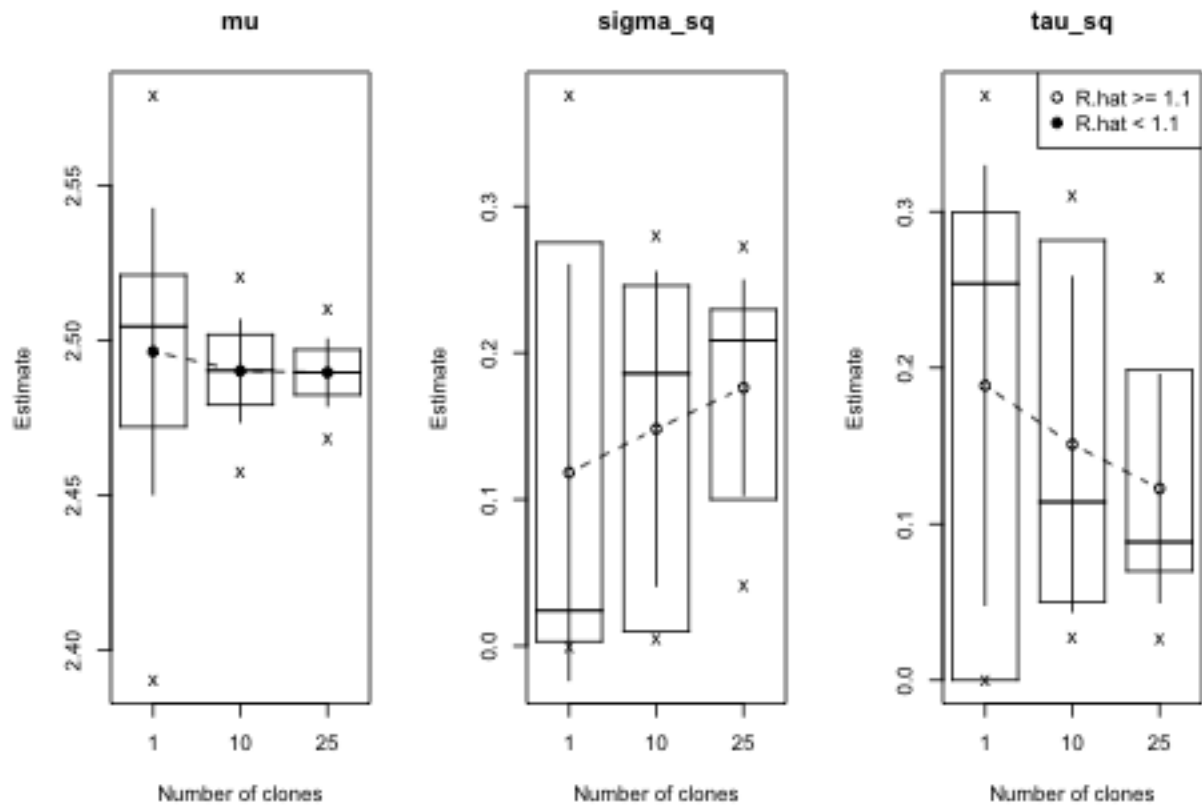 mu
sigma_sq
tau_sq
R.hat >= 1.1
R.hat < 1.1
Estimate
2.55
2.50
2.45
2.40
x
x
x
x
x
x
1
10
25
Number of clones
Estimate
0.3
0.2
0.1
0.0
x
x
x
x
x
x
1
10
25
Number of clones
Estimate
0.3
0.2
0.1
0.0
x
x
x
x
x
x
1
10
25
Number of clones